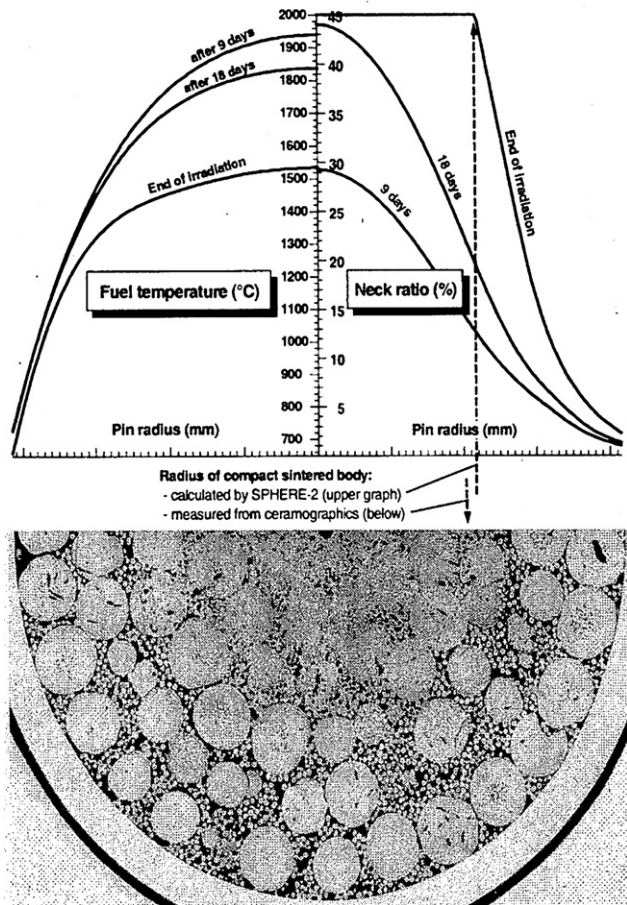 2000
1900
1800
1700
1600
1500
1400
1300
1200
1100
1000
900
800
700
45
40
35
30
25
20
15
10
5
after 9 days
after 18 days
End of irradiation
18 days
9 days
End of irradiation
Fuel temperature (°C)
Neck ratio (%)
Pin radius (mm)
Pin radius (mm)
Radius of compact sintered body:
- calculated by SPHERE-2 (upper graph)
- measured from ceramographics (below)